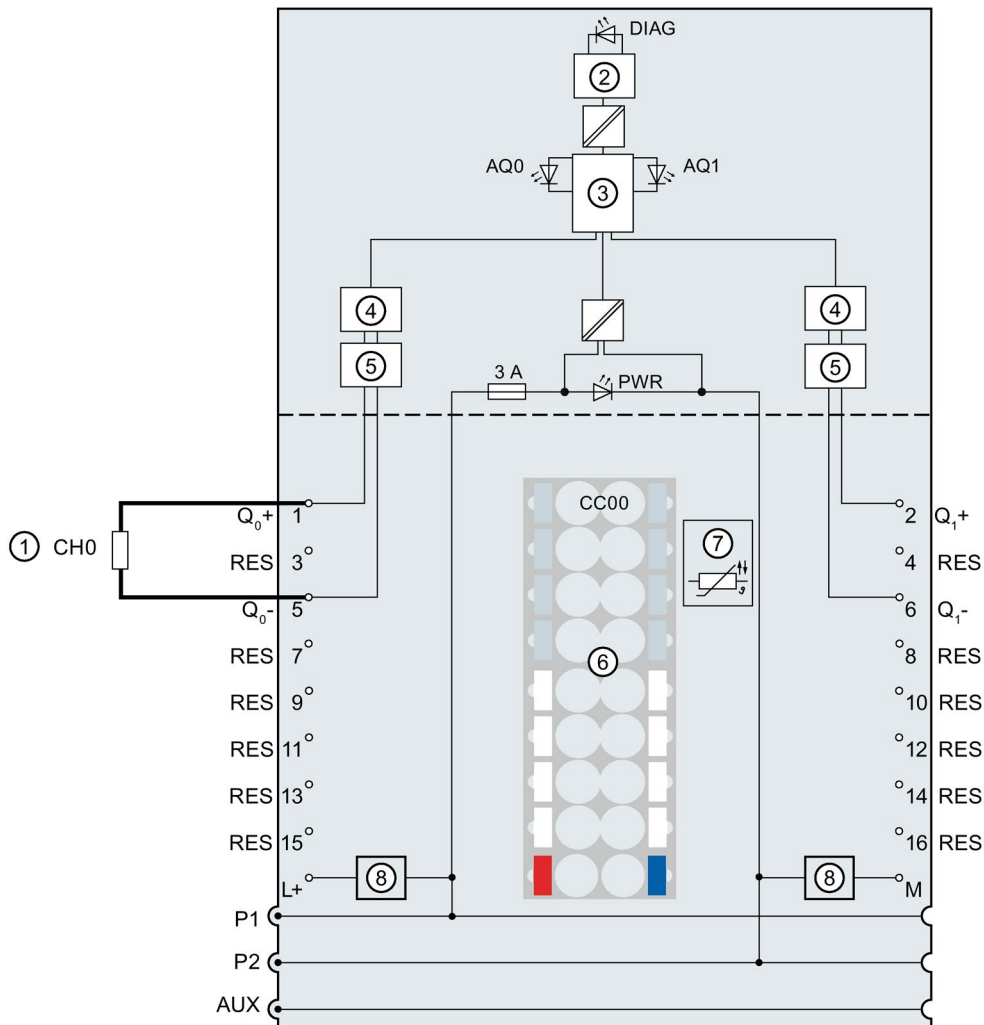 DIAG
②
AQ0
AQ1
③
④
④
⑤
⑤
3 A
PWR
CC00
Q₀+ 1
2 Q₁+
⑦
① CH0
RES 3
4 RES
ϑ
Q₀- 5
6 Q₁-
⑥
RES 7
8 RES
RES 9
10 RES
RES 11
12 RES
RES 13
14 RES
RES 15
16 RES
⑧
⑧
L+
M
P1
P2
AUX